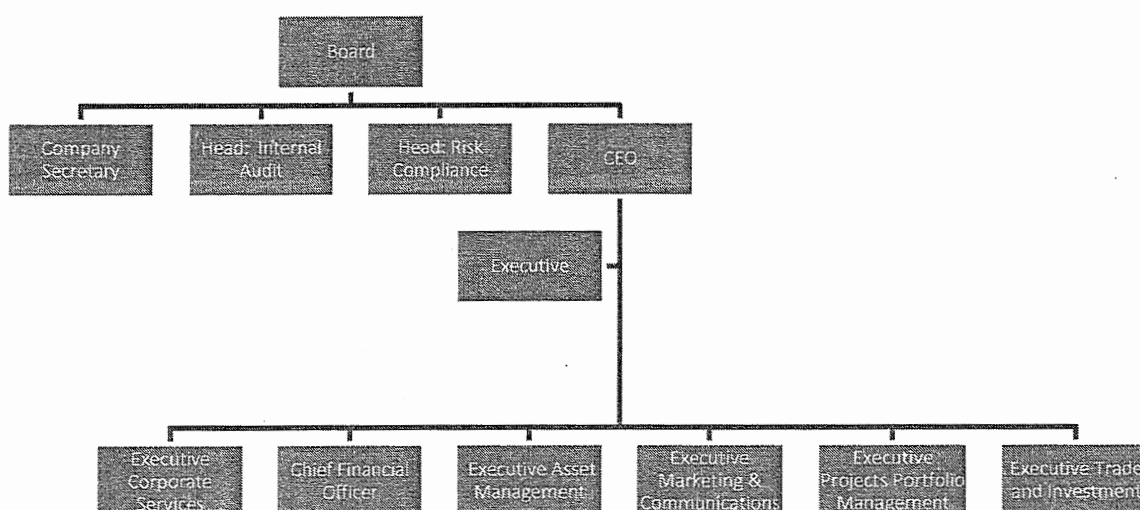 Board
Company
Secretary
Head: Internal
Audit
Head: Risk
Compliance
CEO
Executive
Executive
Corporate
Services
Chief Financial
Officer
Executive Asset
Management
Executive
Marketing &
Communications
Executive
Projects Portfolio
Management
Executive Trade
and Investment